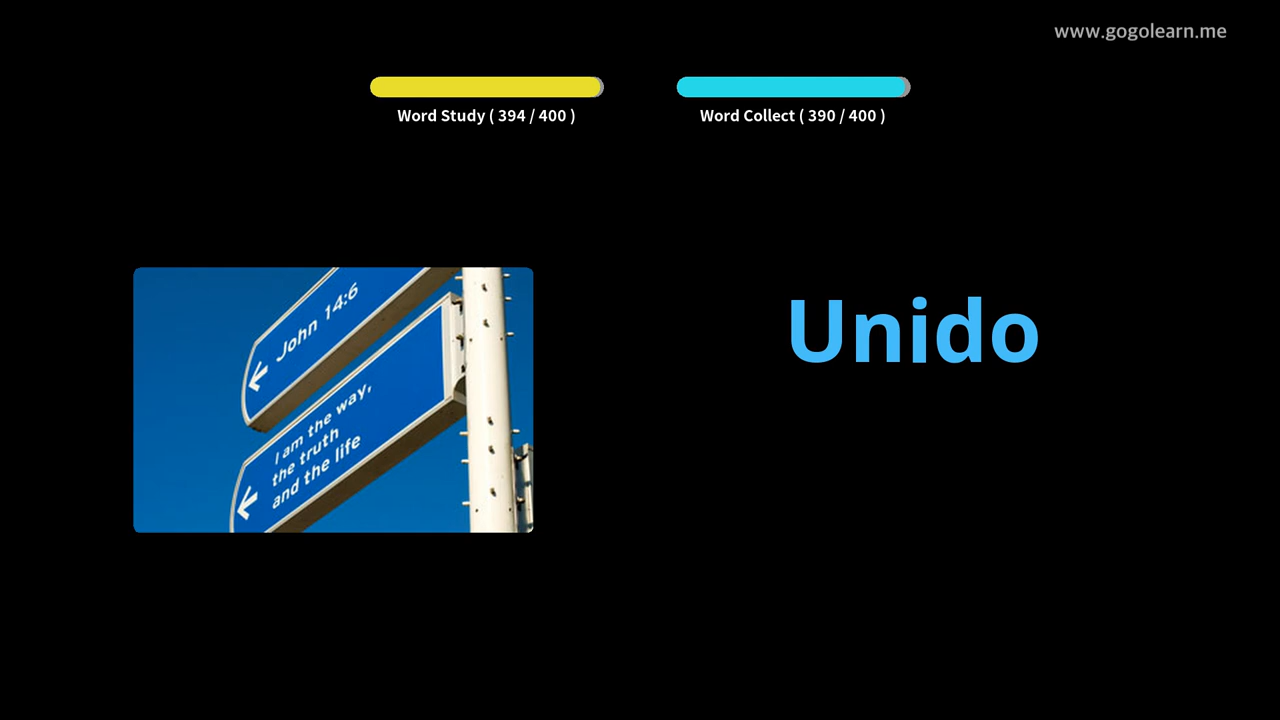 www.gogolearn.me
Word Study ( 394 / 400 )
Word Collect ( 390 / 400 )
John 14:6
I am the way,
the truth
and the life
Unido